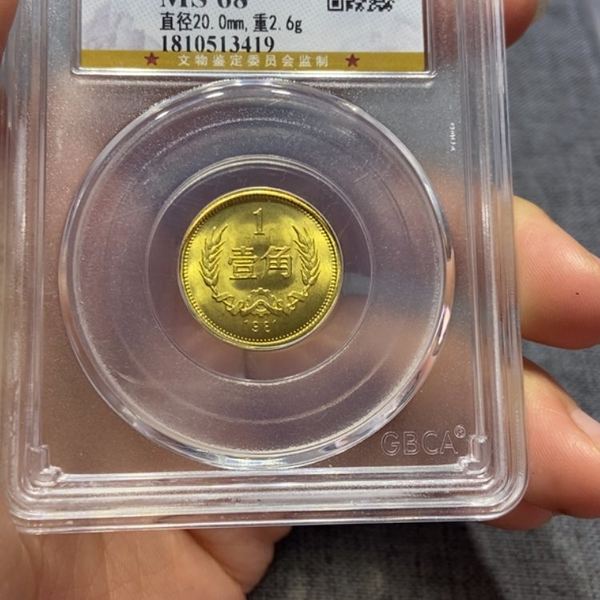 MS 68
直径20.0mm,重2.6g
1810513419
★ 文物鉴定委员会监制 ★
1
壹角
1981
GBCA®